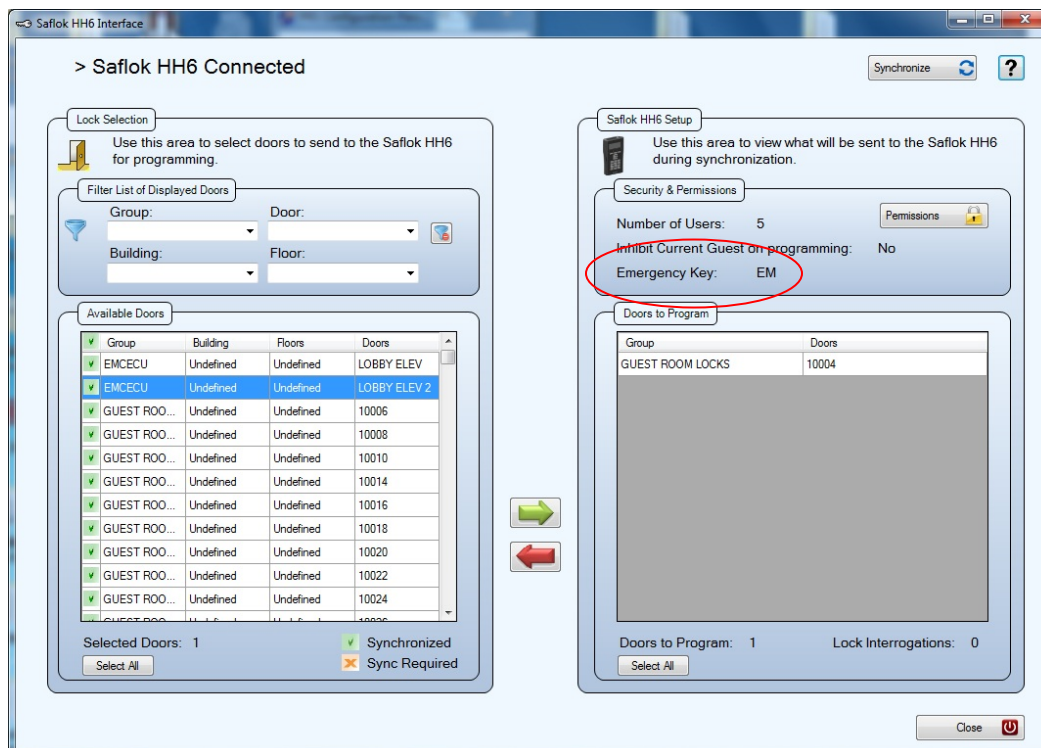 Saflok HH6 Interface
> Saflok HH6 Connected
Synchronize
?
Lock Selection
Use this area to select doors to send to the Saflok HH6
for programming.
Filter List of Displayed Doors
Group: Door:
Building: Floor:
Available Doors
Group Building Floors Doors
EMCECU Undefined Undefined LOBBY ELEV
EMCECU Undefined Undefined LOBBY ELEV 2
GUEST ROO... Undefined Undefined 10006
GUEST ROO... Undefined Undefined 10008
GUEST ROO... Undefined Undefined 10010
GUEST ROO... Undefined Undefined 10014
GUEST ROO... Undefined Undefined 10016
GUEST ROO... Undefined Undefined 10018
GUEST ROO... Undefined Undefined 10020
GUEST ROO... Undefined Undefined 10022
GUEST ROO... Undefined Undefined 10024
Selected Doors: 1
Synchronized
Select All
Sync Required
Saflok HH6 Setup
Use this area to view what will be sent to the Saflok HH6
during synchronization.
Security & Permissions
Number of Users: 5
Permissions
Inhibit Current Guest on programming: No
Emergency Key: EM
Doors to Program
Group Doors
GUEST ROOM LOCKS 10004
Doors to Program: 1 Lock Interrogations: 0
Select All
Close